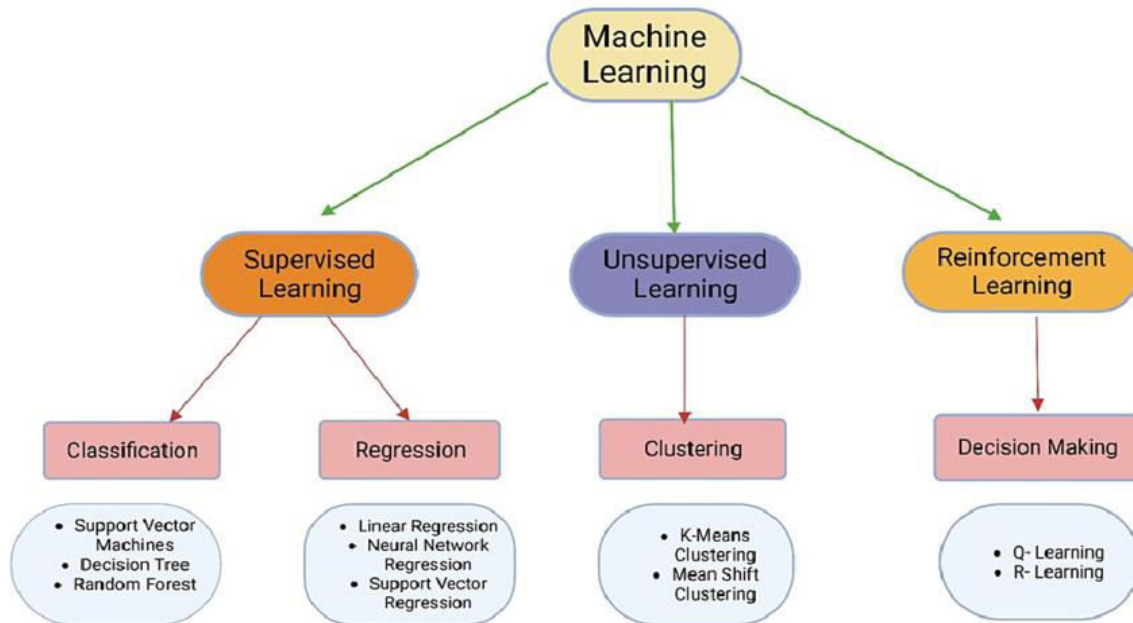 Machine
Learning
Supervised
Learning
Unsupervised
Learning
Reinforcement
Learning
Classification
Regression
Clustering
Decision Making
• Support Vector
Machines
• Decision Tree
• Random Forest
• Linear Regression
• Neural Network
Regression
• Support Vector
Regression
• K-Means
Clustering
• Mean Shift
Clustering
• Q- Learning
• R- Learning